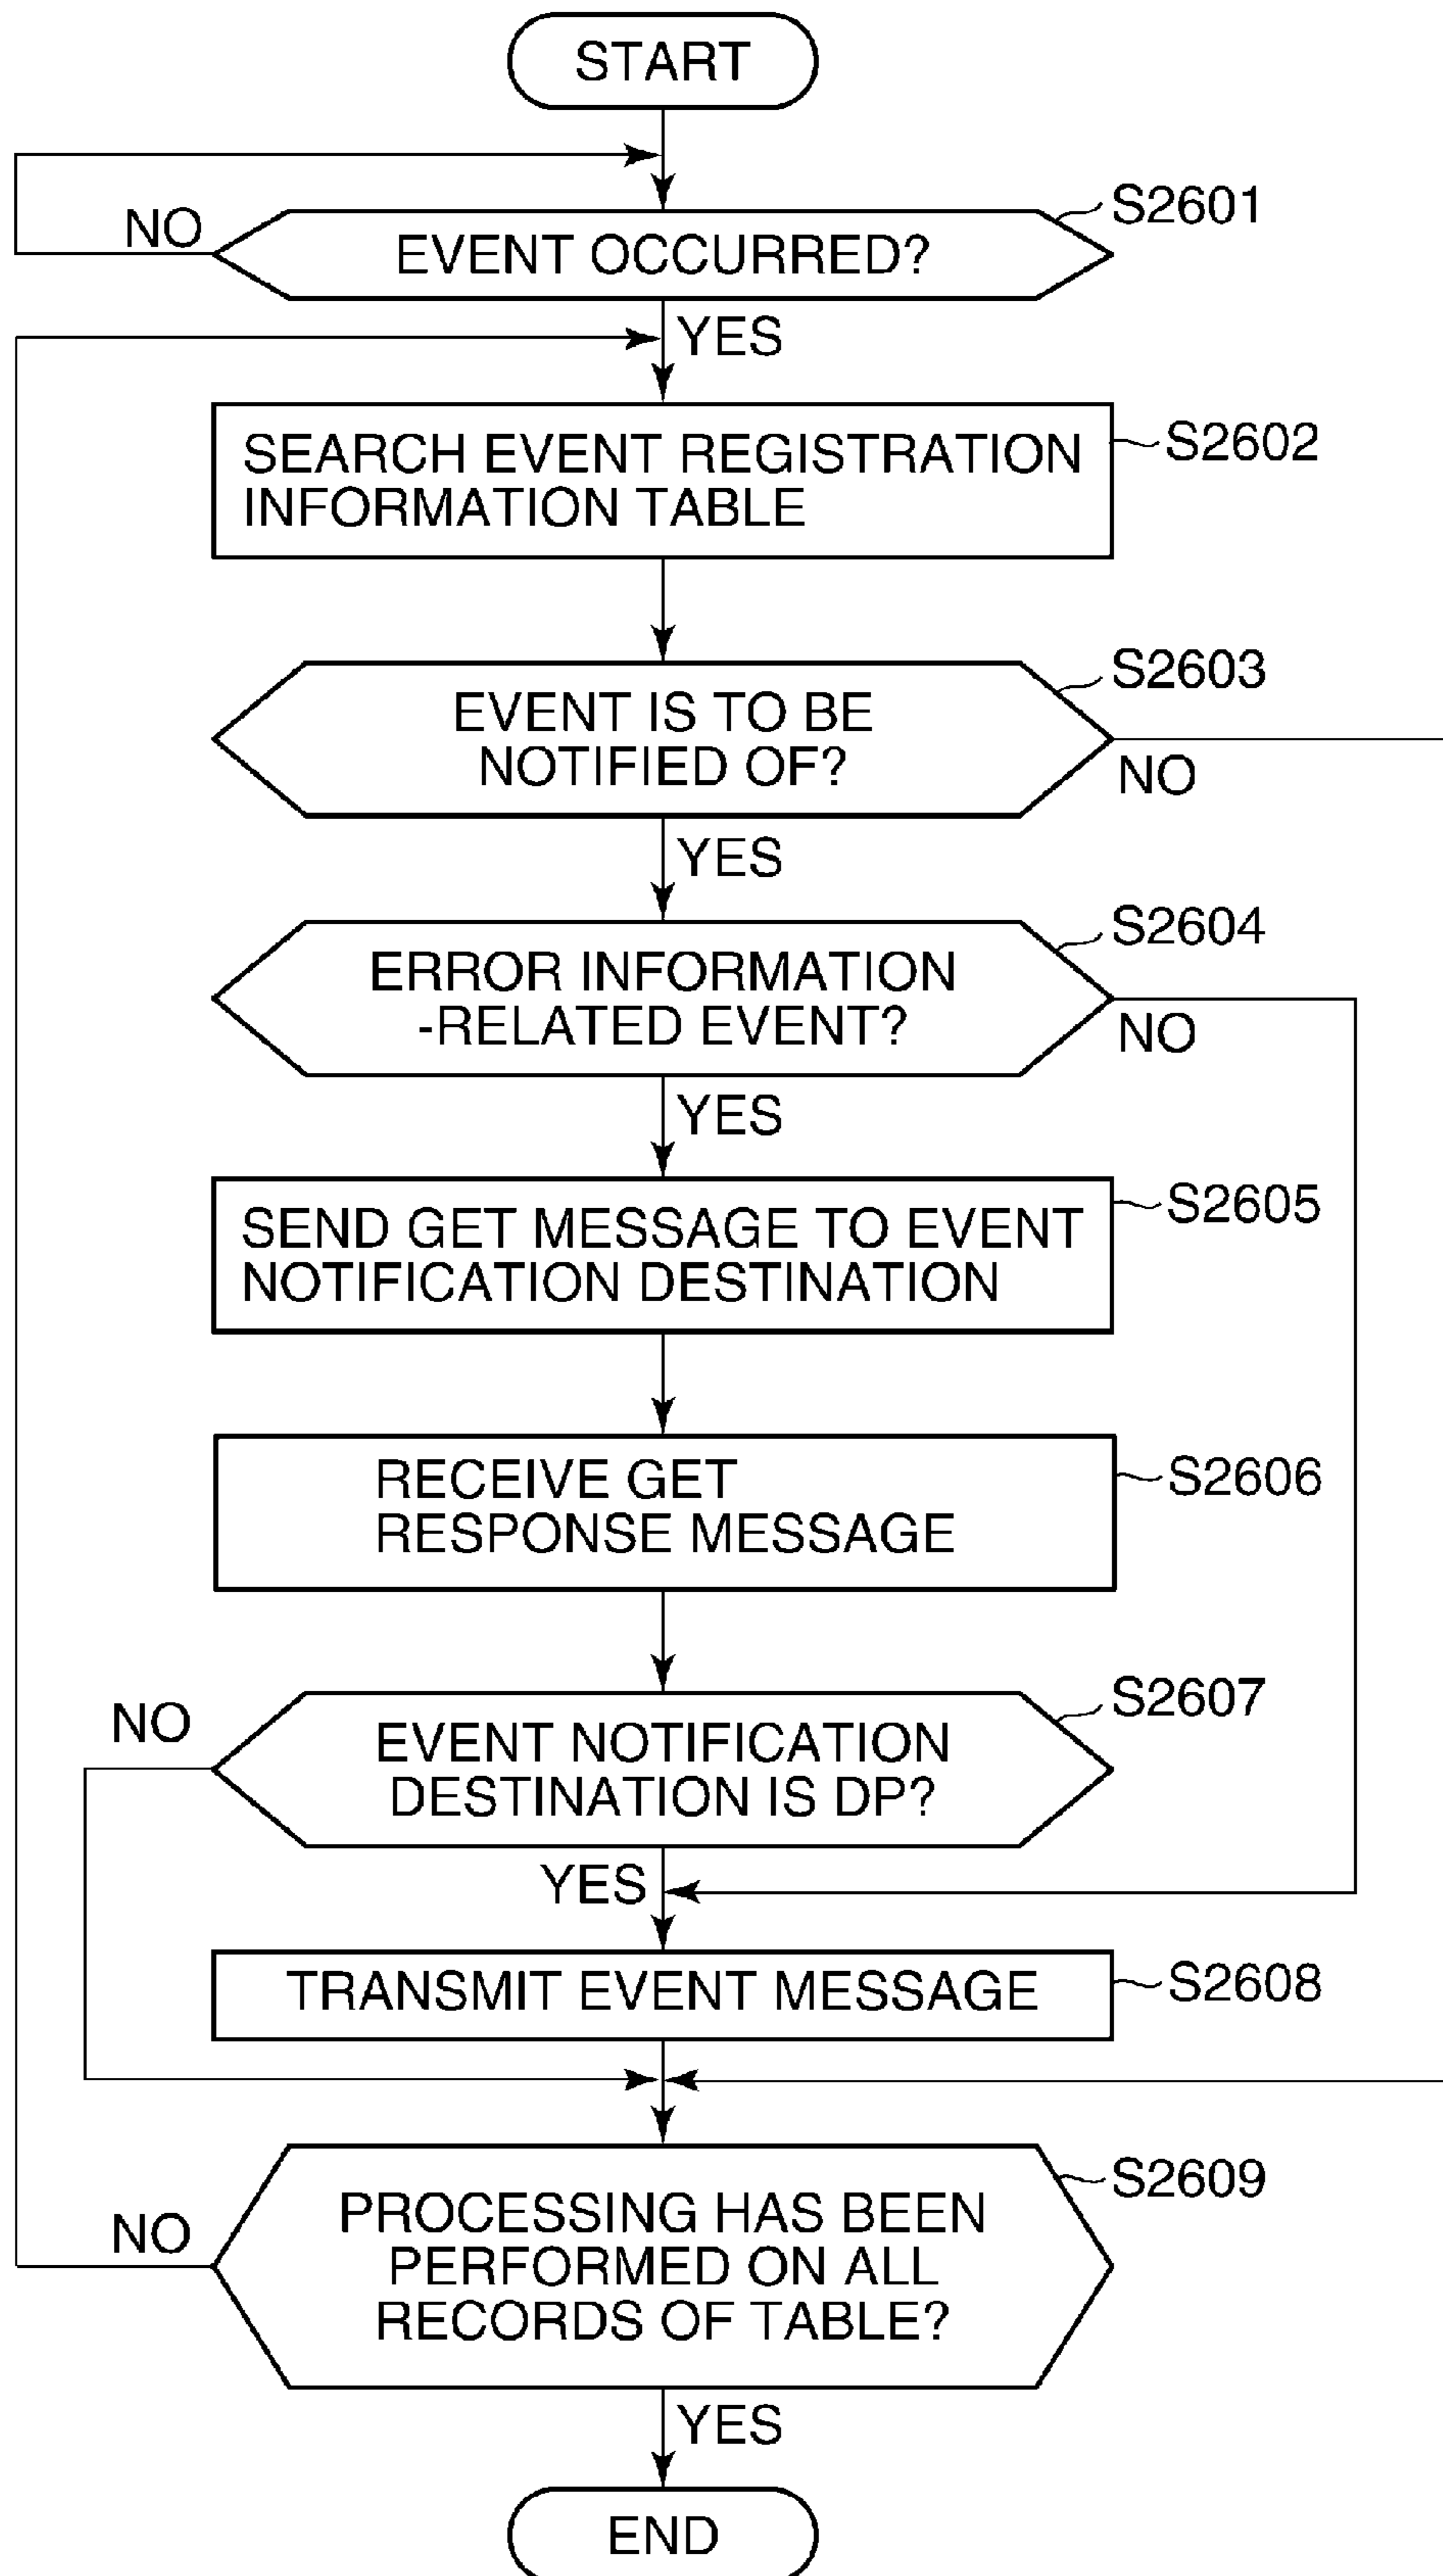 START
NO
S2601
EVENT OCCURRED?
YES
SEARCH EVENT REGISTRATION
INFORMATION TABLE
S2602
EVENT IS TO BE
NOTIFIED OF?
S2603
NO
YES
ERROR INFORMATION
-RELATED EVENT?
S2604
NO
YES
SEND GET MESSAGE TO EVENT
NOTIFICATION DESTINATION
S2605
RECEIVE GET
RESPONSE MESSAGE
S2606
NO
EVENT NOTIFICATION
DESTINATION IS DP?
S2607
YES
TRANSMIT EVENT MESSAGE
S2608
S2609
NO
PROCESSING HAS BEEN
PERFORMED ON ALL
RECORDS OF TABLE?
YES
END